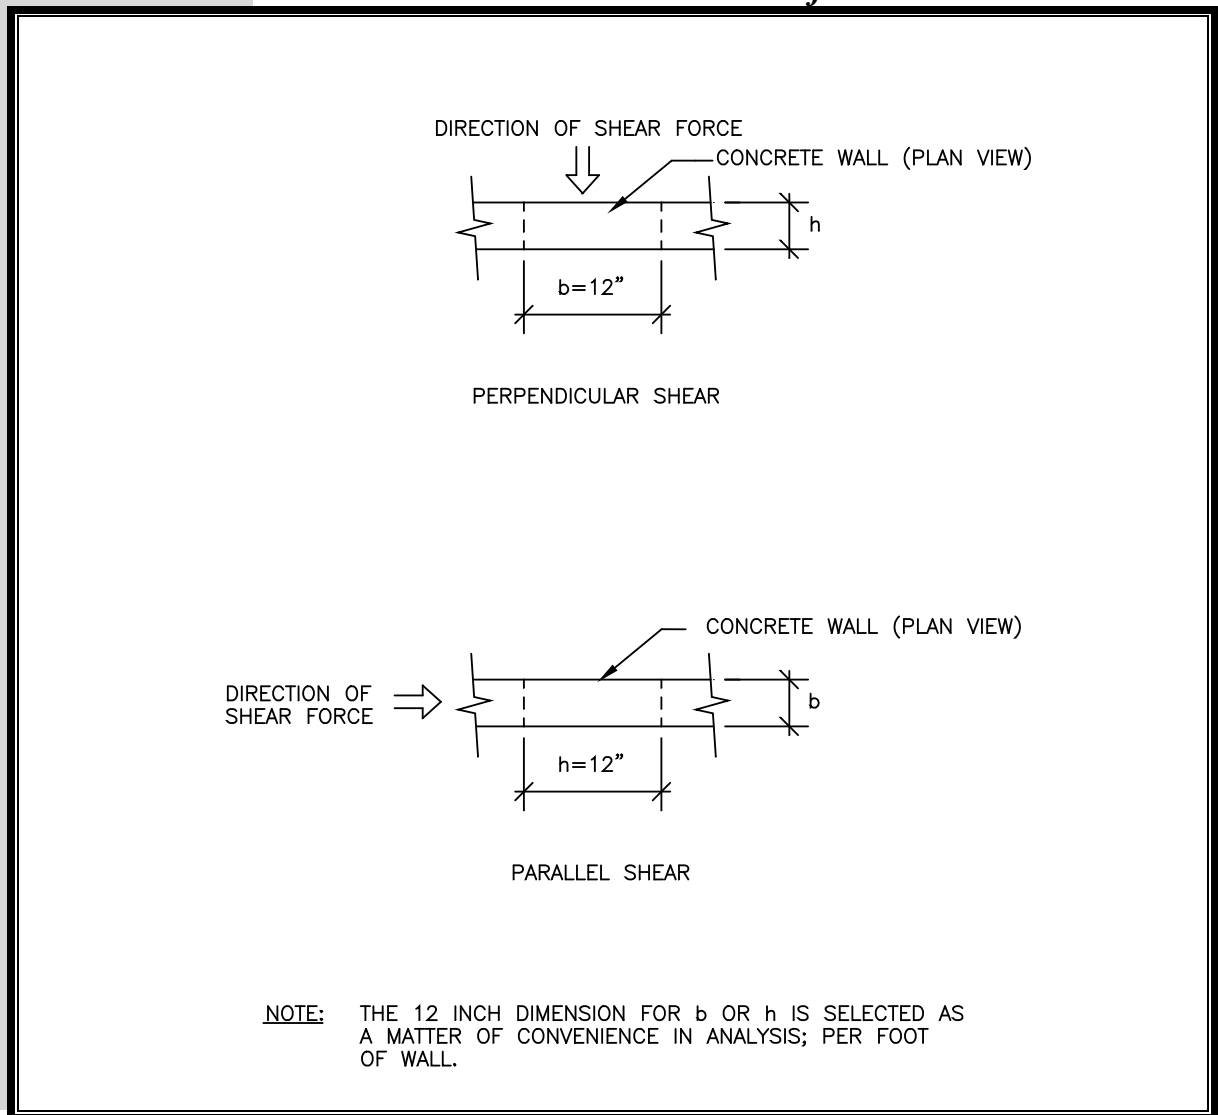 DIRECTION OF SHEAR FORCE
CONCRETE WALL (PLAN VIEW)
h
b=12”
PERPENDICULAR SHEAR
CONCRETE WALL (PLAN VIEW)
DIRECTION OF
SHEAR FORCE
b
h=12”
PARALLEL SHEAR
NOTE: THE 12 INCH DIMENSION FOR b OR h IS SELECTED AS
A MATTER OF CONVENIENCE IN ANALYSIS; PER FOOT
OF WALL.